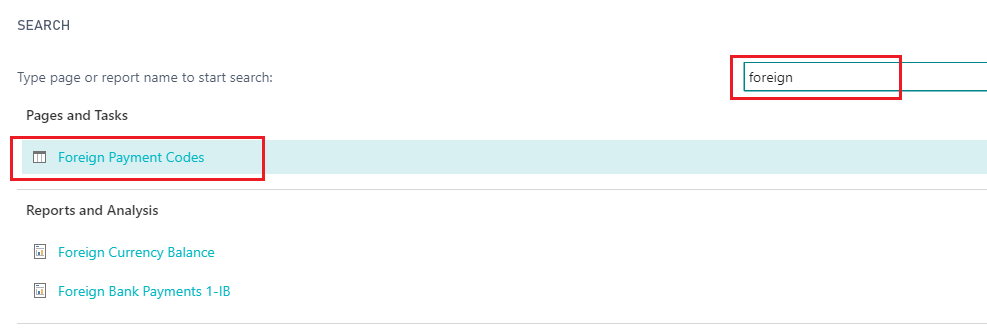 SEARCH
Type page or report name to start search:
foreign
Pages and Tasks
Foreign Payment Codes
Reports and Analysis
Foreign Currency Balance
Foreign Bank Payments 1-IB